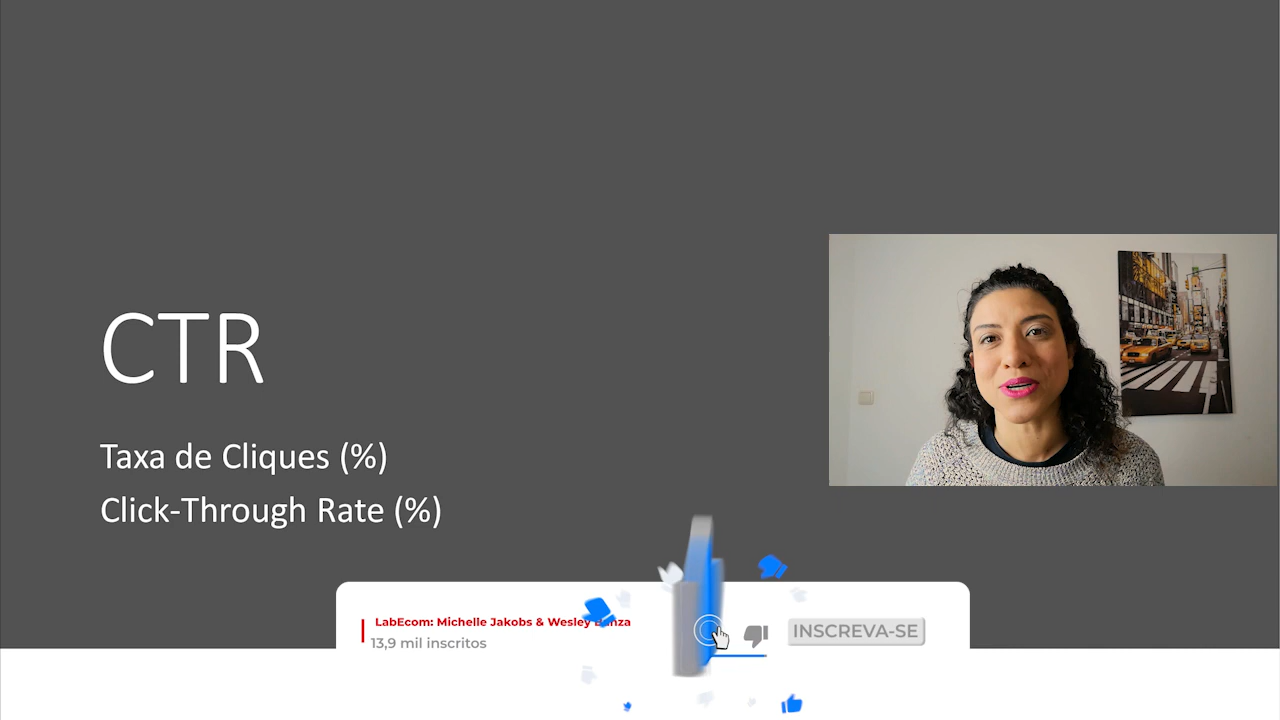 CTR
Taxa de Cliques (%)
Click-Through Rate (%)
LabEcom: Michelle Jakobs & Wesley
13,9 mil inscritos
INSCREVA-SE